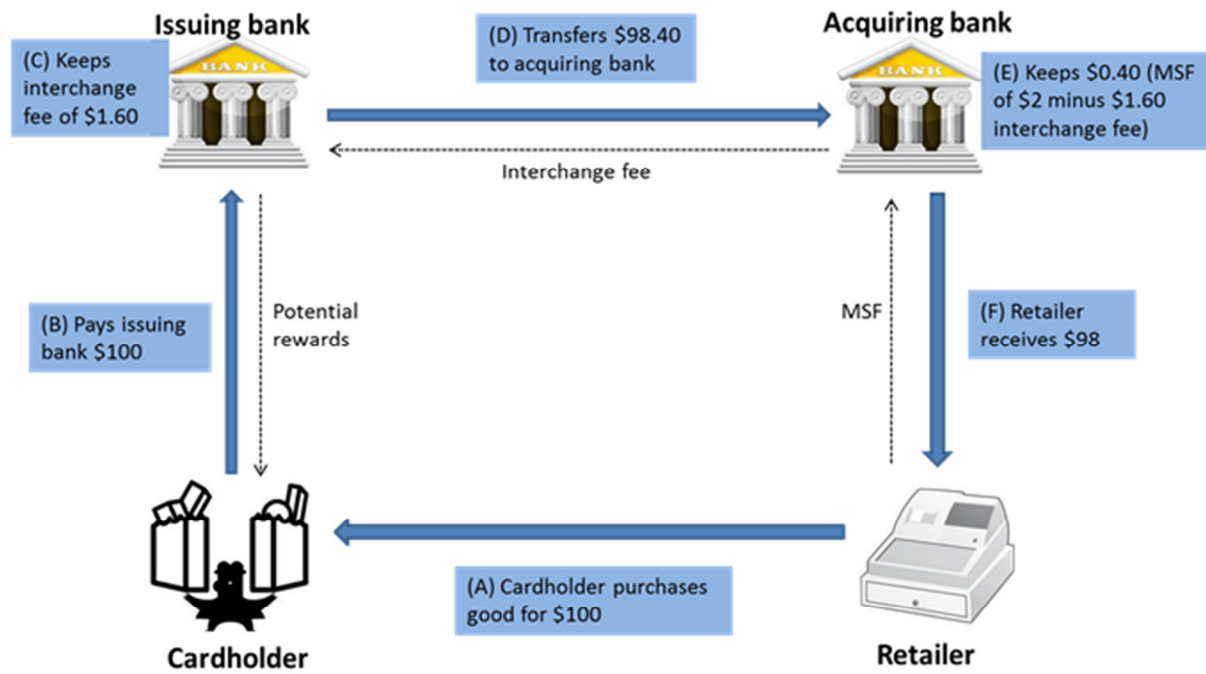 Issuing bank
Acquiring bank
(C) Keeps
interchange
fee of $1.60
BANK
(D) Transfers $98.40
to acquiring bank
BANK
(E) Keeps $0.40 (MSF
of $2 minus $1.60
interchange fee)
Interchange fee
(B) Pays issuing
bank $100
Potential
rewards
MSF
(F) Retailer
receives $98
(A) Cardholder purchases
good for $100
Cardholder
Retailer